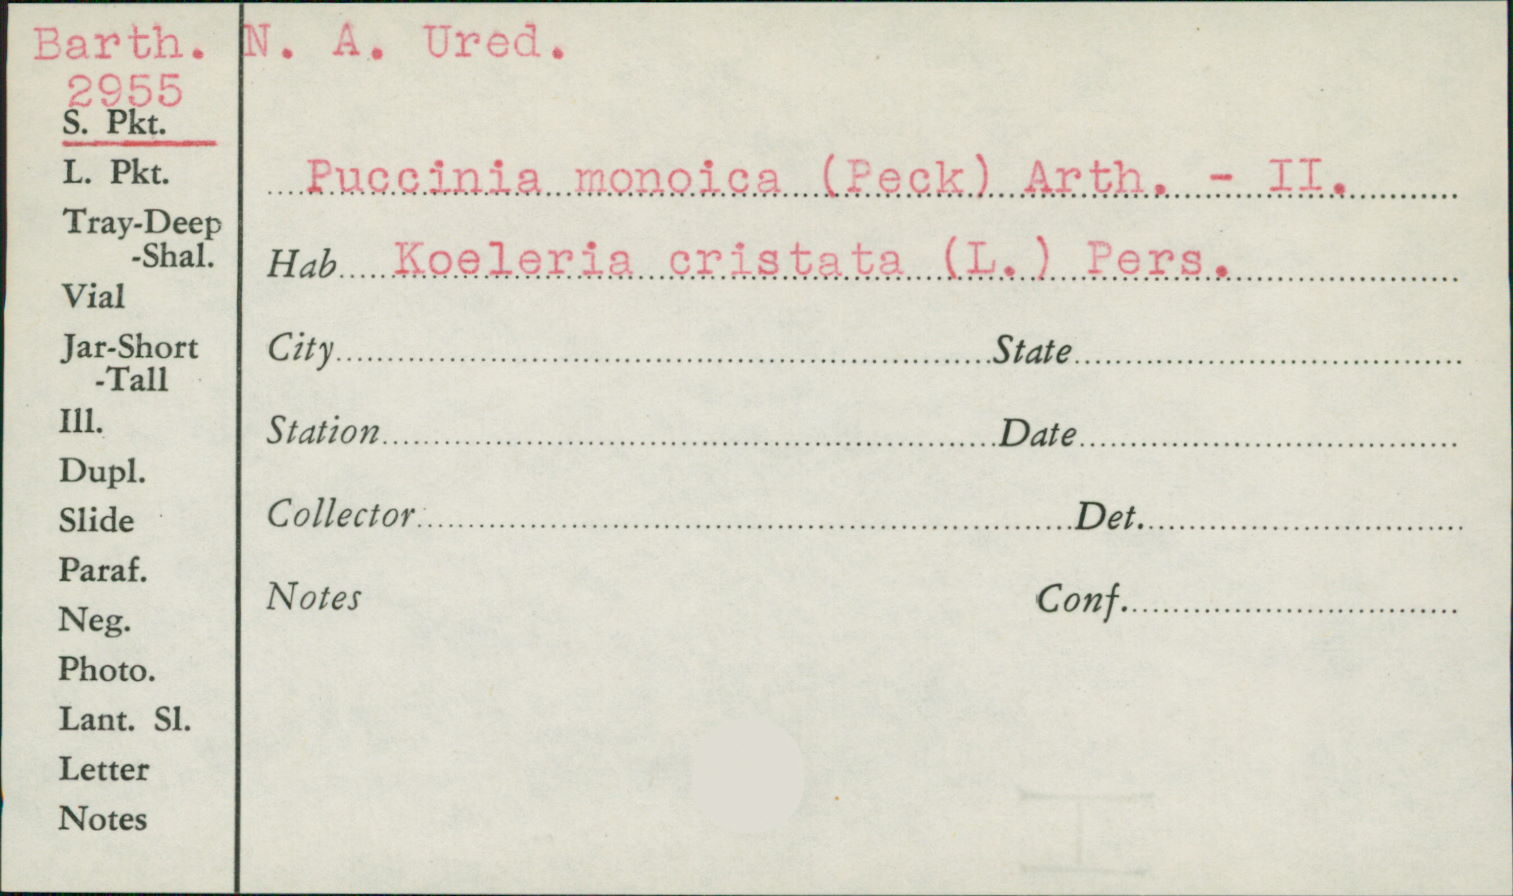 Barth. N. A. Ured.
2955
S. Pkt.
L. Pkt.
Tray-Deep
-Shal.
Vial
Jar-Short
-Tall
Ill.
Dupl.
Slide
Paraf.
Neg.
Photo.
Lant. Sl.
Letter
Notes
Puccinia monoica (Peck) Arth. - II.
Hab. Koeleria cristata (L.) Pers.
City State
Station Date
Collector Det.
Notes Conf.